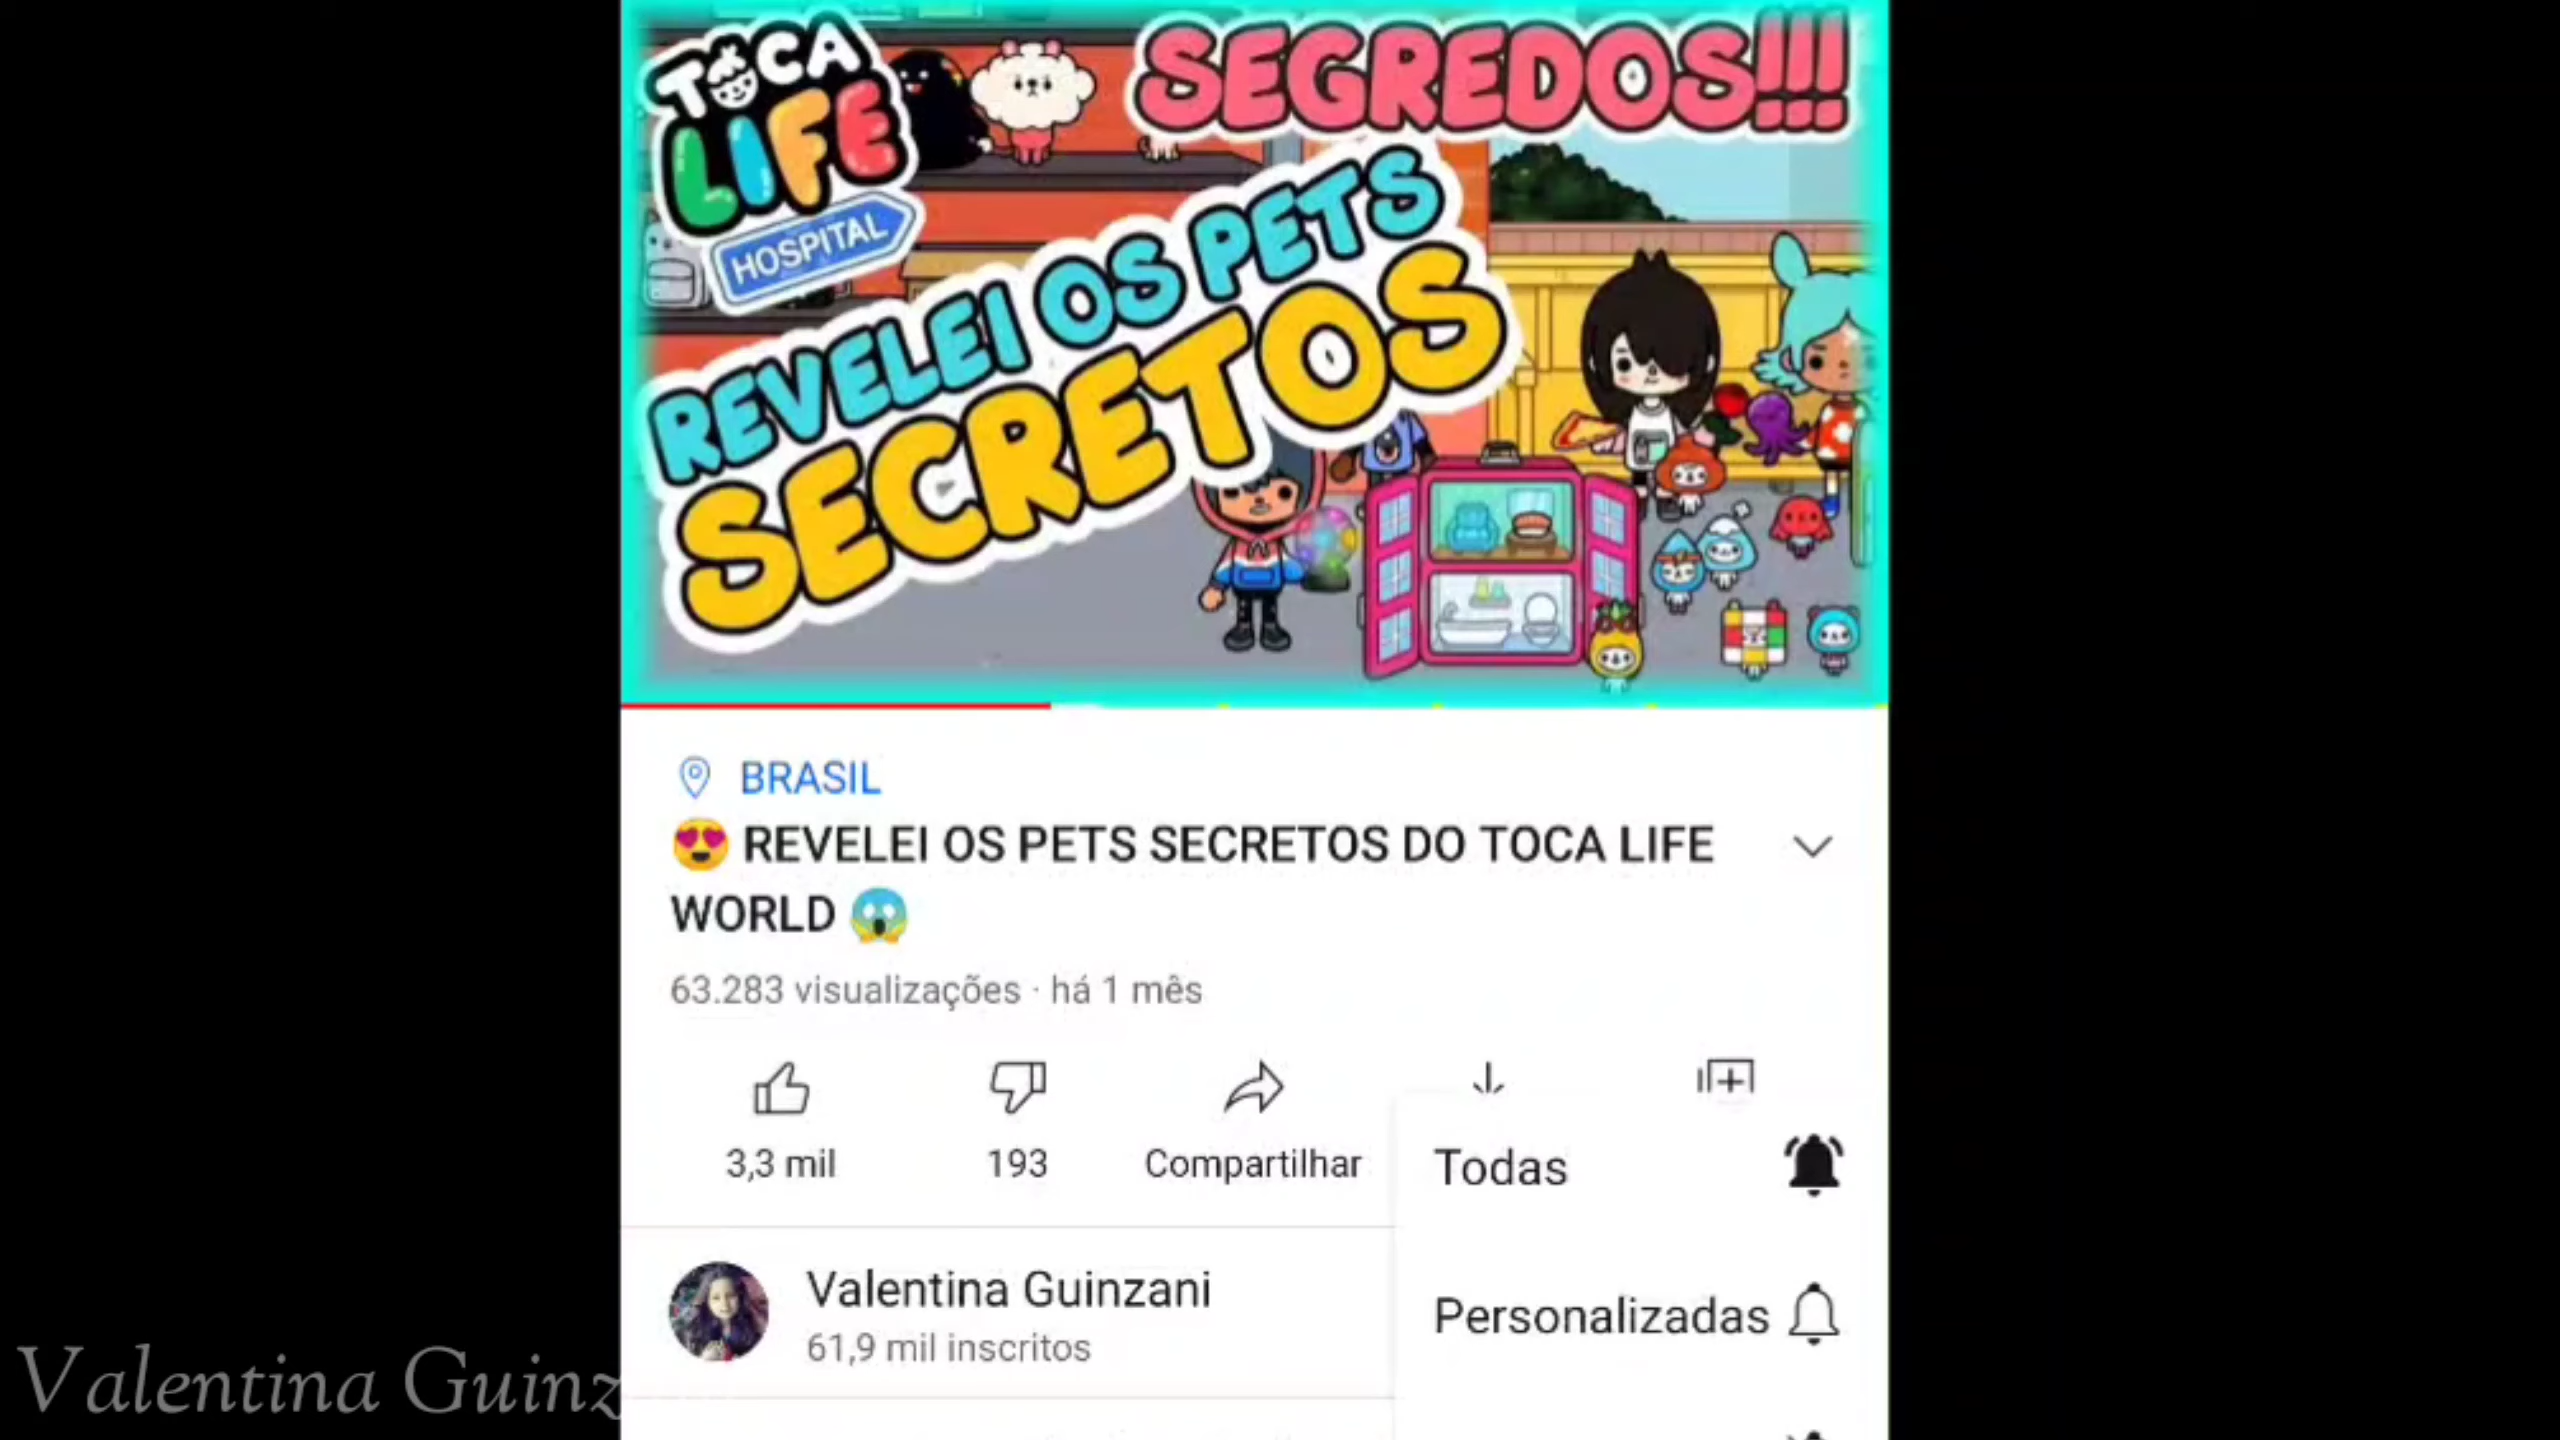 TOCA
LIFE
HOSPITAL
SEGREDOS!!!
REVELEI OS PETS
SECRETOS
BRASIL
😍 REVELEI OS PETS SECRETOS DO TOCA LIFE
WORLD 😱
63.283 visualizações · há 1 mês
3,3 mil
193
Compartilhar
Todas
Valentina Guinzani
61,9 mil inscritos
Personalizadas
Valentina Guinz